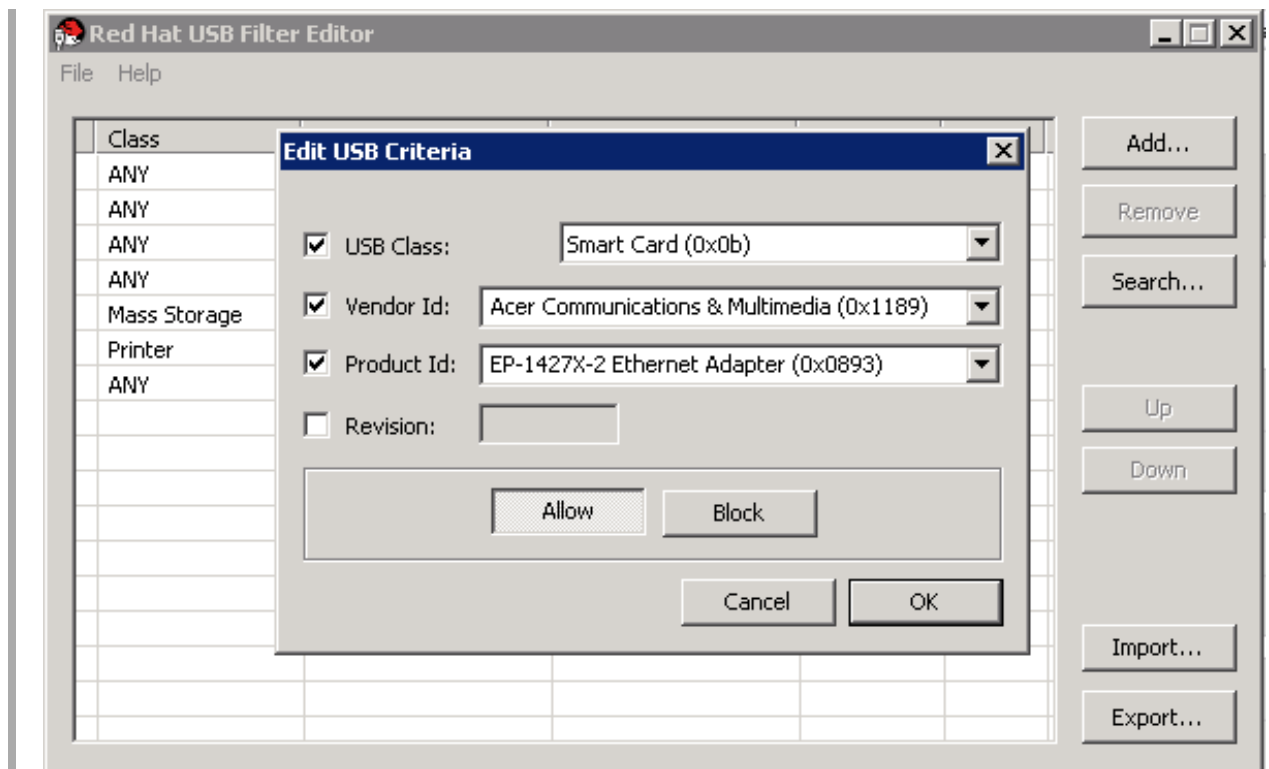 Red Hat USB Filter Editor
File Help
Class
ANY
ANY
ANY
ANY
Mass Storage
Printer
ANY
Edit USB Criteria
USB Class: Smart Card (0x0b)
Vendor Id: Acer Communications & Multimedia (0x1189)
Product Id: EP-1427X-2 Ethernet Adapter (0x0893)
Revision:
Allow Block
Cancel OK
Add...
Remove
Search...
Up
Down
Import...
Export...